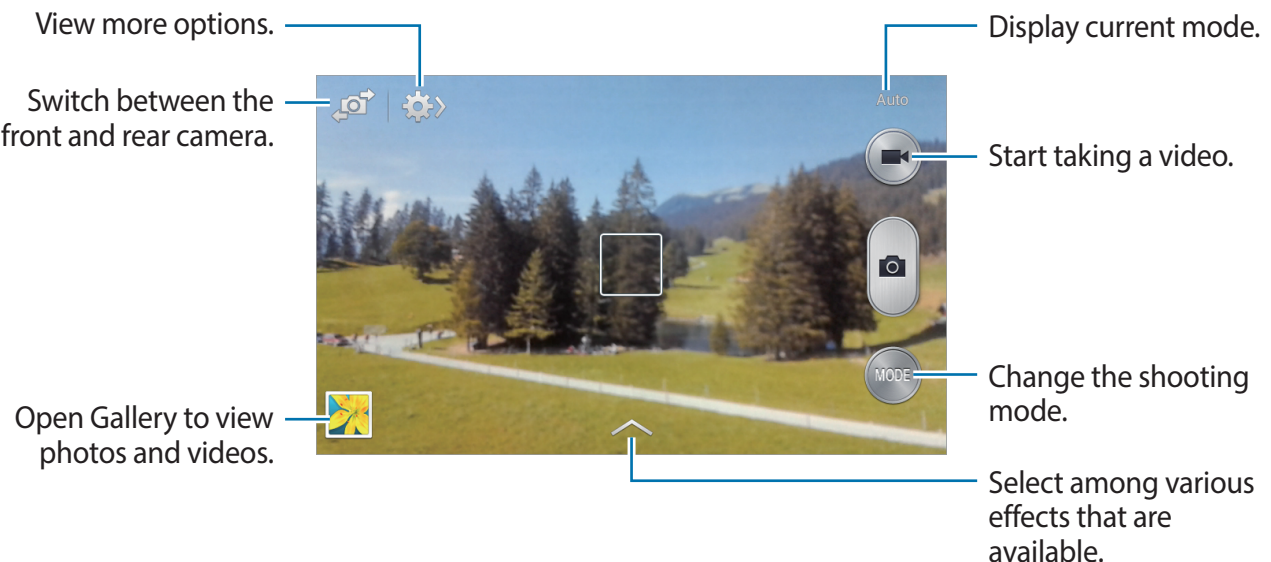 View more options.
Switch between the
front and rear camera.
Open Gallery to view
photos and videos.
Display current mode.
Auto
Start taking a video.
MODE
Change the shooting
mode.
Select among various
effects that are
available.